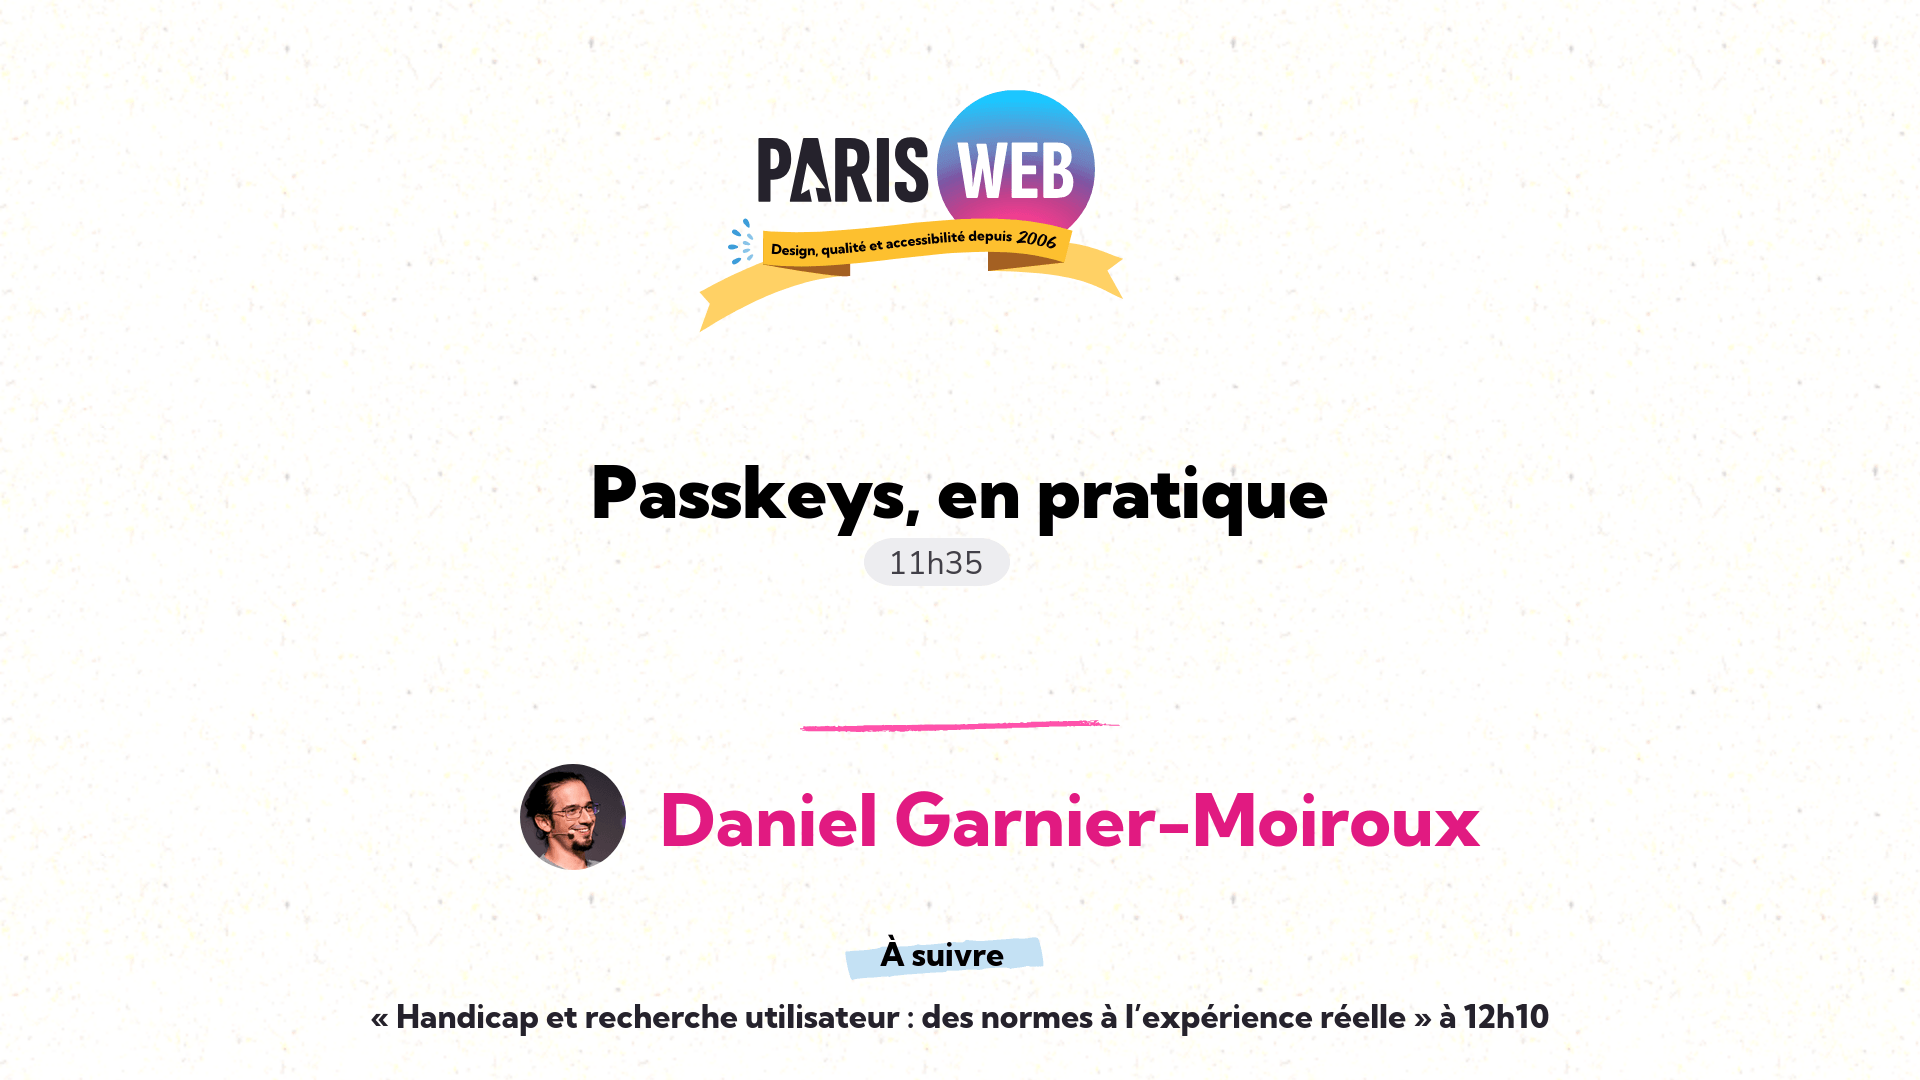 PARIS WEB
Design, qualité et accessibilité depuis 2006
Passkeys, en pratique
11h35
Daniel Garnier-Moiroux
À suivre
« Handicap et recherche utilisateur : des normes à l’expérience réelle » à 12h10